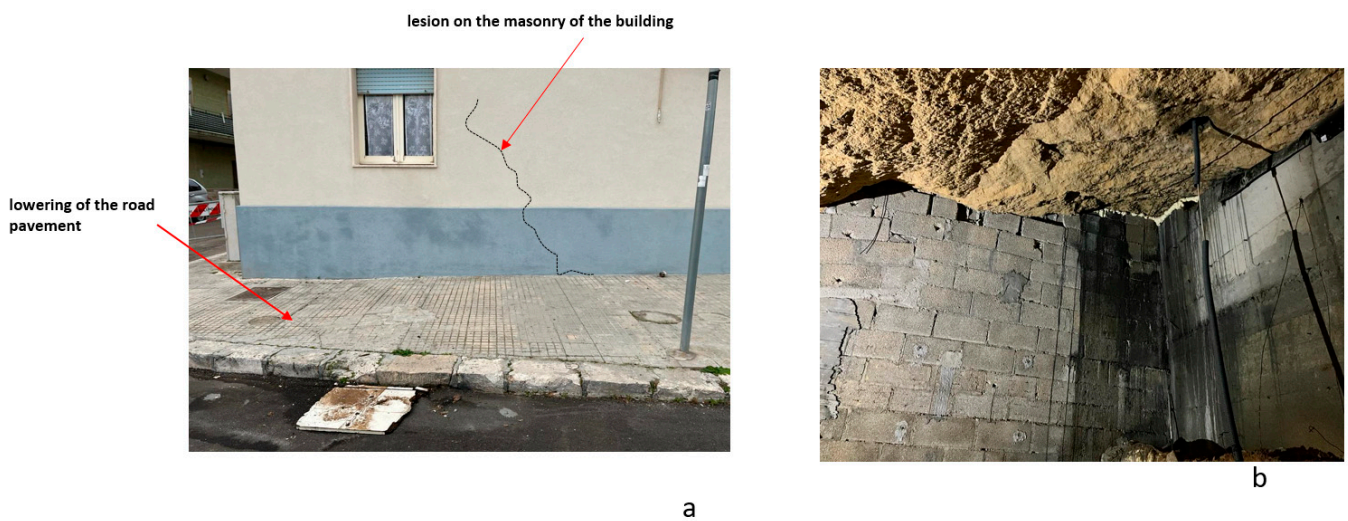 lesion on the masonry of the building
lowering of the road
pavement
a
b